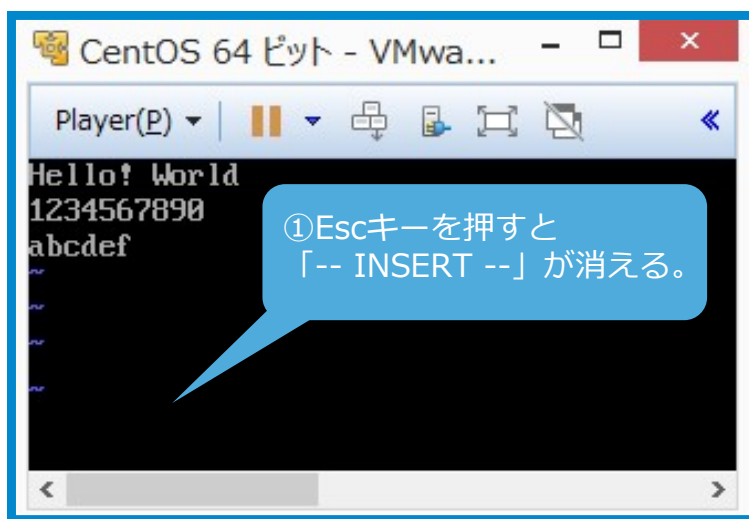 CentOS 64 ビット - VMwa...
Player(P)
Hello! World
1234567890
abcdef
~
~
~
~
①Escキーを押すと
「-- INSERT --」が消える。